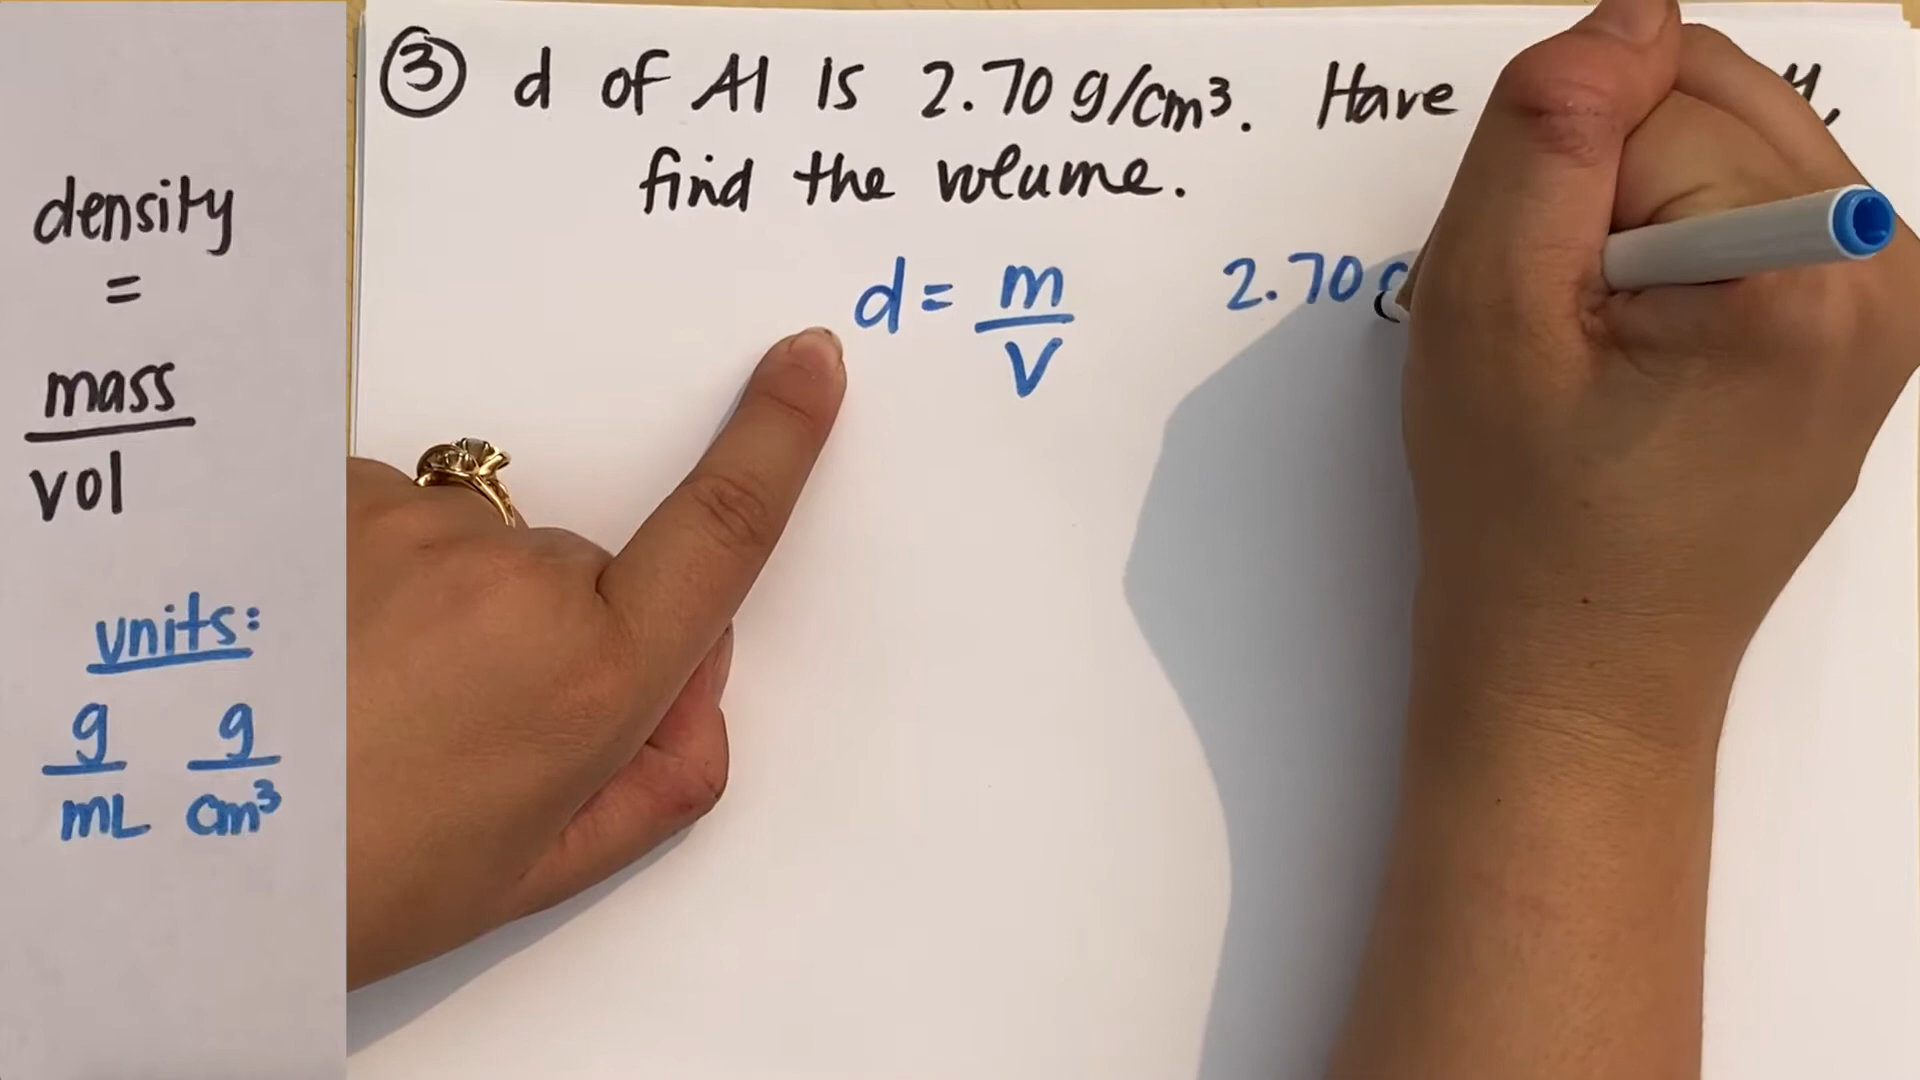 density
=
mass
vol
units:
g g
mL cm³
③ d of Al is 2.70 g/cm³. Have
find the volume.
d = m
V
2.70